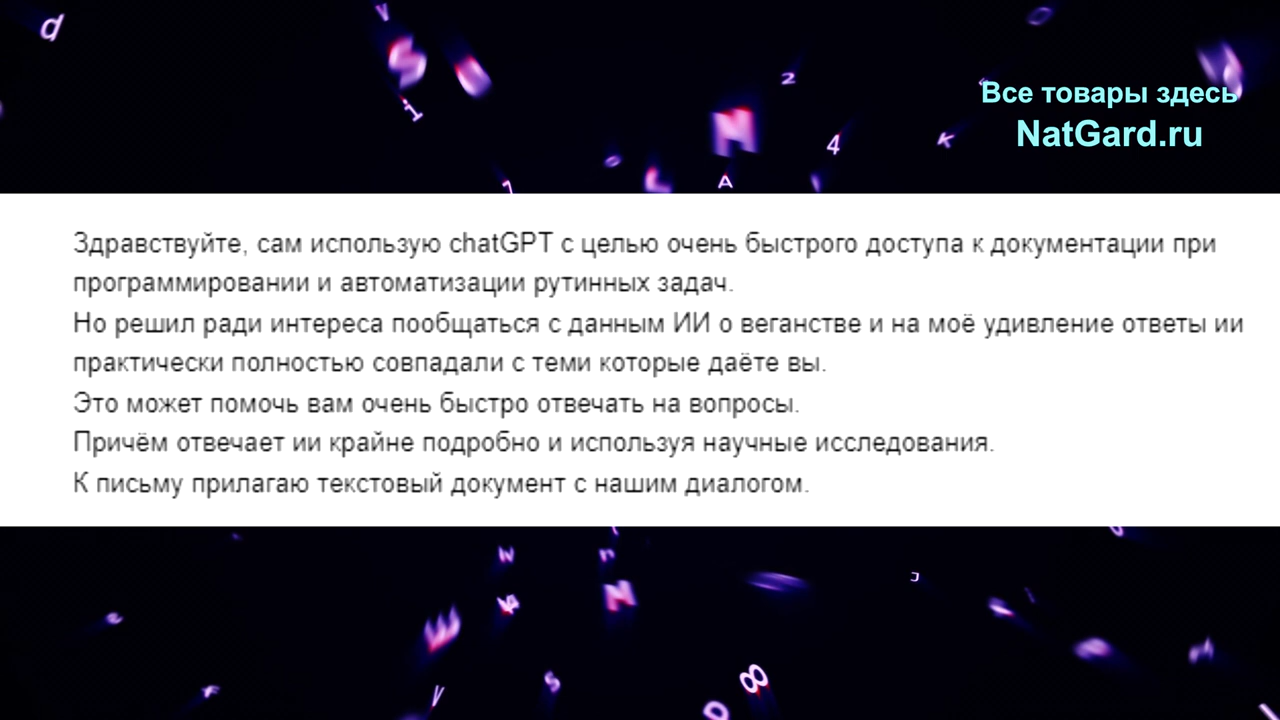 Все товары здесь
NatGard.ru
Здравствуйте, сам использую chatGPT с целью очень быстрого доступа к документации при
программировании и автоматизации рутинных задач.
Но решил ради интереса пообщаться с данным ИИ о веганстве и на моё удивление ответы ии
практически полностью совпадали с теми которые даёте вы.
Это может помочь вам очень быстро отвечать на вопросы.
Причём отвечает ии крайне подробно и используя научные исследования.
К письму прилагаю текстовый документ с нашим диалогом.